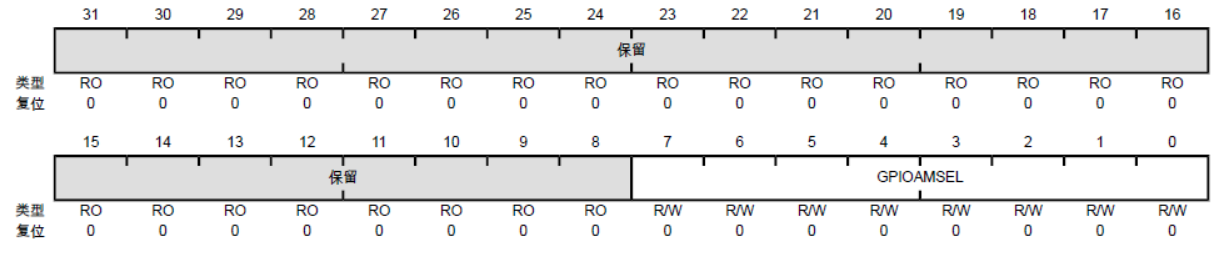 31 30 29 28 27 26 25 24 23 22 21 20 19 18 17 16
保留
类型 RO RO RO RO RO RO RO RO RO RO RO RO RO RO RO RO
复位 0 0 0 0 0 0 0 0 0 0 0 0 0 0 0 0
15 14 13 12 11 10 9 8 7 6 5 4 3 2 1 0
保留 GPIOAMSEL
类型 RO RO RO RO RO RO RO RO R/W R/W R/W R/W R/W R/W R/W R/W
复位 0 0 0 0 0 0 0 0 0 0 0 0 0 0 0 0